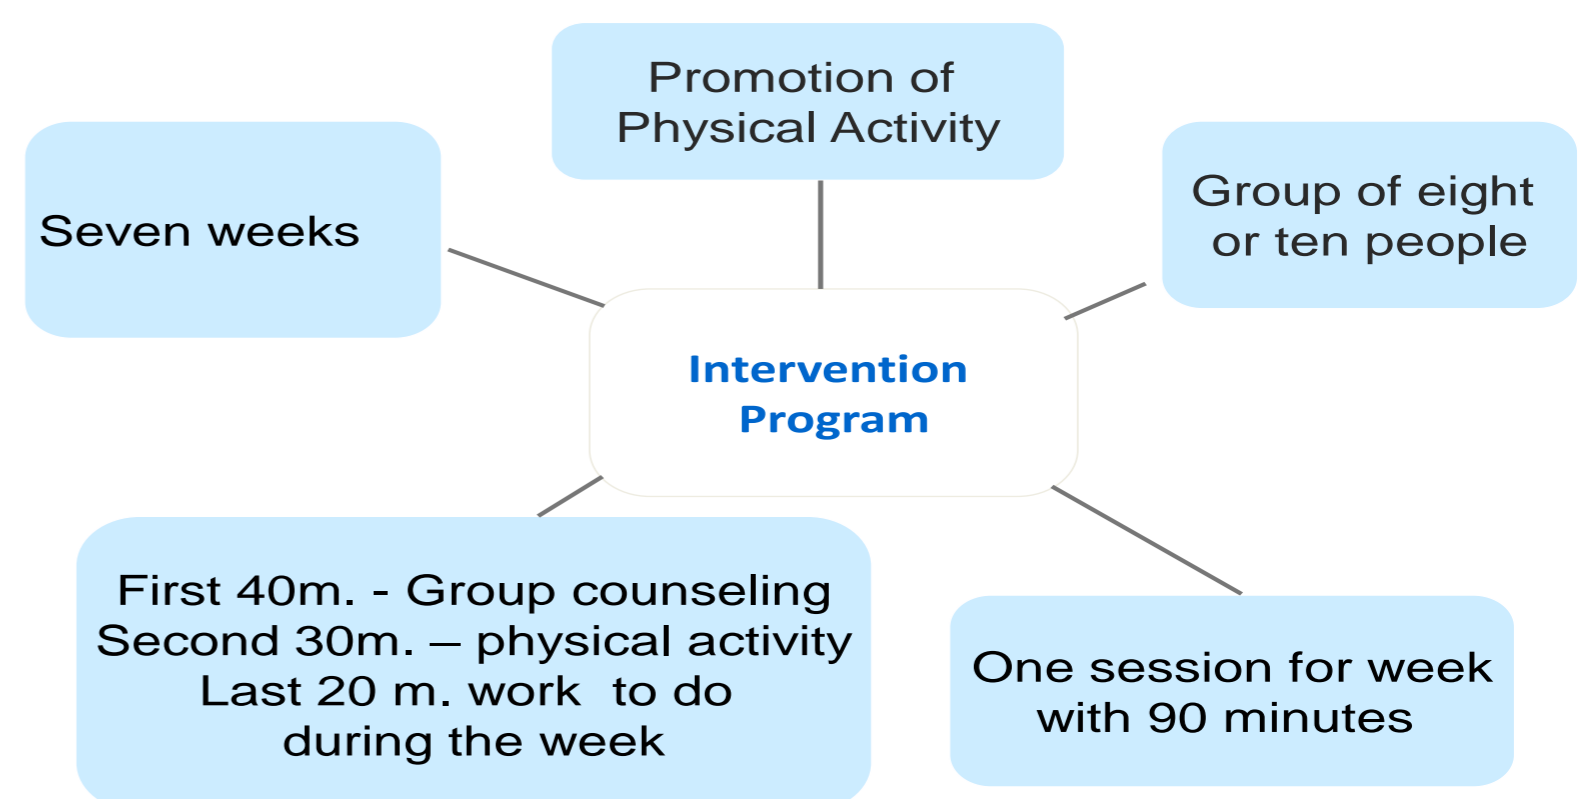 Promotion of
Physical Activity
Seven weeks
Group of eight
or ten people
Intervention
Program
First 40m. - Group counseling
Second 30m. – physical activity
Last 20 m. work  to do
during the week
One session for week
with 90 minutes